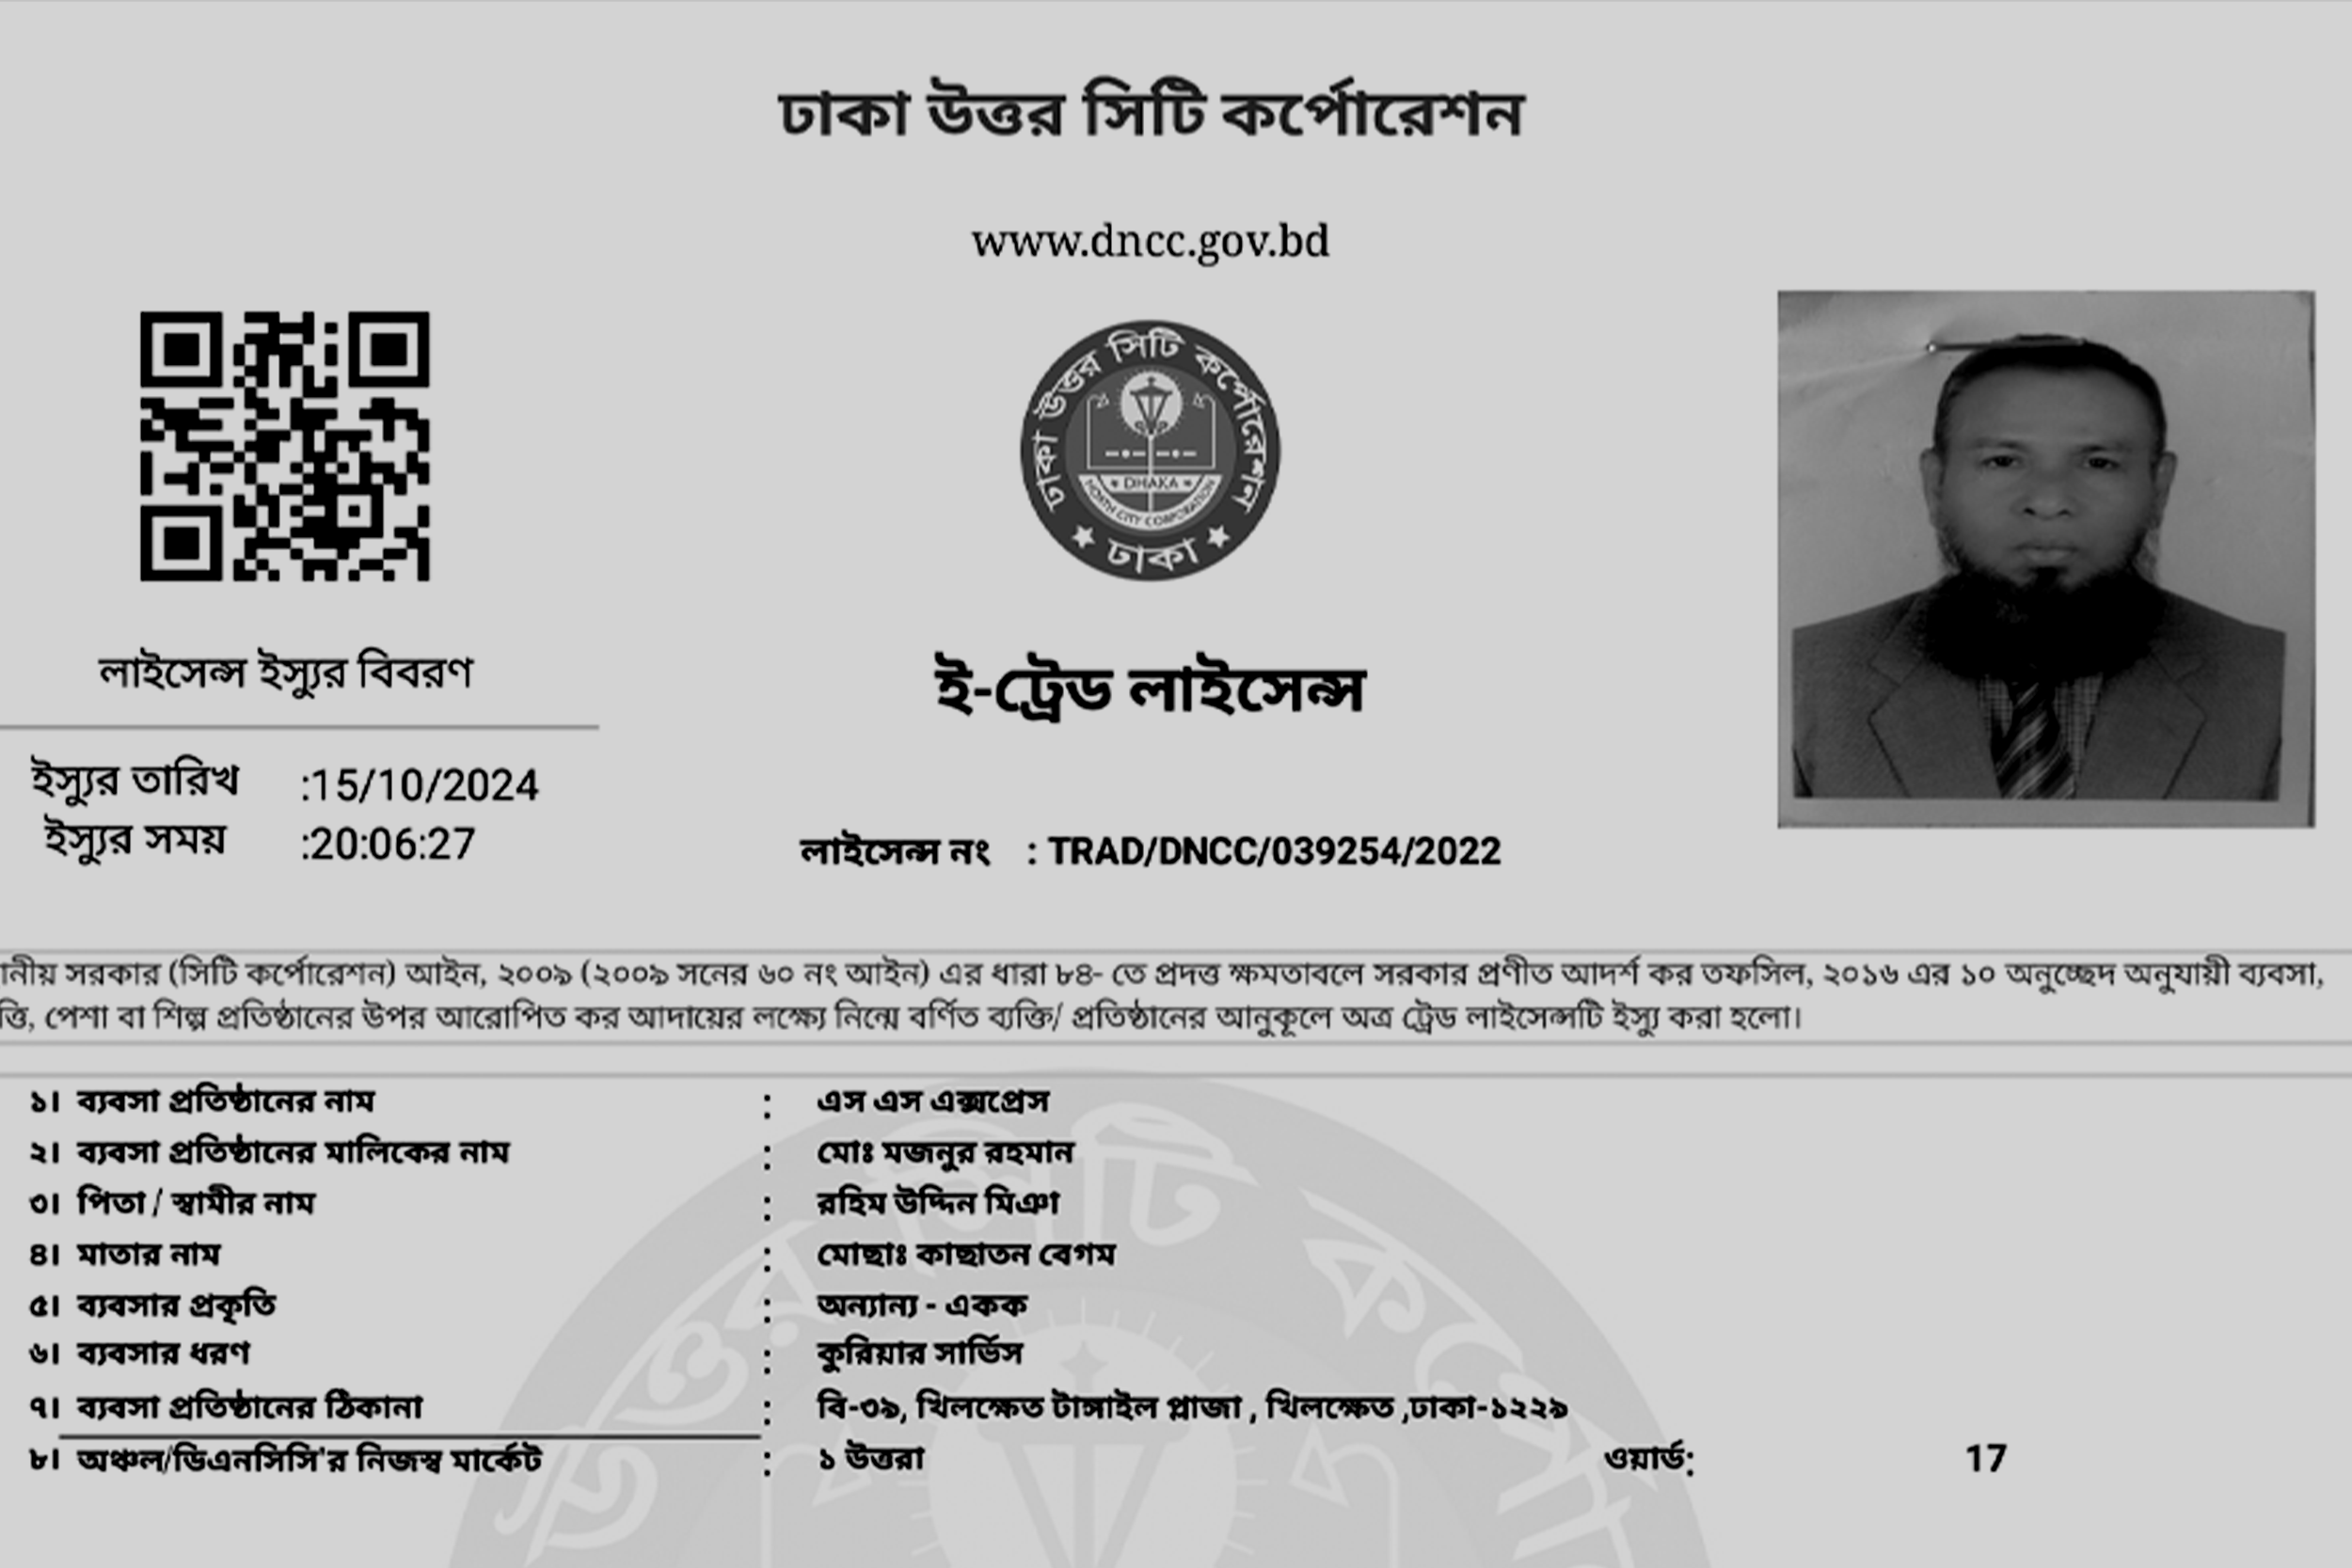 ঢাকা উত্তর সিটি কর্পোরেশন
www.dncc.gov.bd
ঢাকা উত্তর সিটি কর্পোরেশন
DHAKA
NORTH CITY CORPORATION
ঢাকা
লাইসেন্স ইস্যুর বিবরণ
ই-ট্রেড লাইসেন্স
ইস্যুর তারিখ :15/10/2024
ইস্যুর সময় :20:06:27
লাইসেন্স নং : TRAD/DNCC/039254/2022
নীয় সরকার (সিটি কর্পোরেশন) আইন, ২০০৯ (২০০৯ সনের ৬০ নং আইন) এর ধারা ৮৪- তে প্রদত্ত ক্ষমতাবলে সরকার প্রণীত আদর্শ কর তফসিল, ২০১৬ এর ১০ অনুচ্ছেদ অনুযায়ী ব্যবসা,
ত্তি, পেশা বা শিল্প প্রতিষ্ঠানের উপর আরোপিত কর আদায়ের লক্ষ্যে নিন্মে বর্ণিত ব্যক্তি/ প্রতিষ্ঠানের আনুকূলে অত্র ট্রেড লাইসেন্সটি ইস্যু করা হলো।
১। ব্যবসা প্রতিষ্ঠানের নাম : এস এস এক্সপ্রেস
২। ব্যবসা প্রতিষ্ঠানের মালিকের নাম : মোঃ মজনুর রহমান
৩। পিতা / স্বামীর নাম : রহিম উদ্দিন মিঞা
৪। মাতার নাম : মোছাঃ কাছাতন বেগম
৫। ব্যবসার প্রকৃতি : অন্যান্য - একক
৬। ব্যবসার ধরণ : কুরিয়ার সার্ভিস
৭। ব্যবসা প্রতিষ্ঠানের ঠিকানা : বি-৩৯, খিলক্ষেত টাঙ্গাইল প্লাজা , খিলক্ষেত ,ঢাকা-১২২৯
৮। অঞ্চল/ডিএনসিসি'র নিজস্ব মার্কেট : ১ উত্তরা ওয়ার্ড: 17